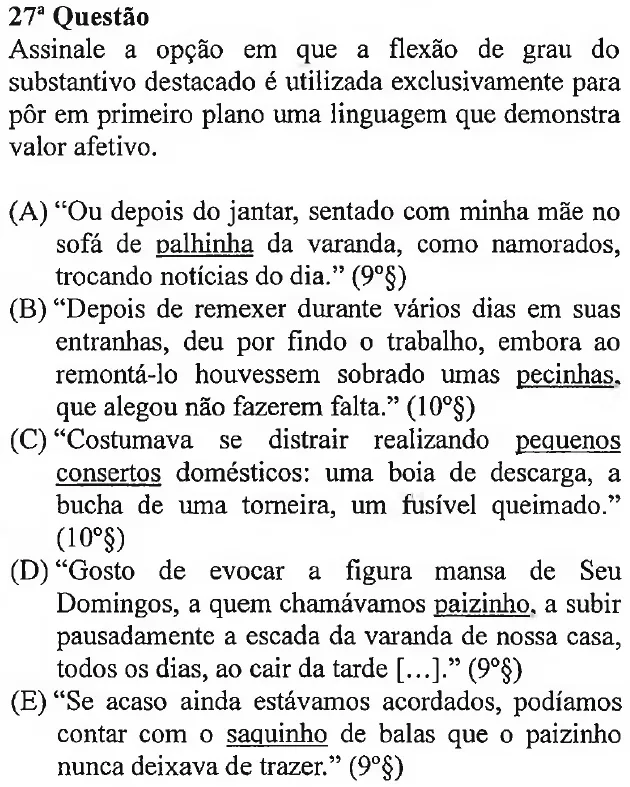 27ª Questão
Assinale a opção em que a flexão de grau do
substantivo destacado é utilizada exclusivamente para
pôr em primeiro plano uma linguagem que demonstra
valor afetivo.
(A) “Ou depois do jantar, sentado com minha mãe no
sofá de palhinha da varanda, como namorados,
trocando notícias do dia.” (9º§)
(B) “Depois de remexer durante vários dias em suas
entranhas, deu por findo o trabalho, embora ao
remontá-lo houvessem sobrado umas pecinhas,
que alegou não fazerem falta.” (10º§)
(C) “Costumava se distrair realizando pequenos
consertos domésticos: uma boia de descarga, a
bucha de uma torneira, um fusível queimado.”
(10º§)
(D) “Gosto de evocar a figura mansa de Seu
Domingos, a quem chamávamos paizinho, a subir
pausadamente a escada da varanda de nossa casa,
todos os dias, ao cair da tarde [...].” (9º§)
(E) “Se acaso ainda estávamos acordados, podíamos
contar com o saquinho de balas que o paizinho
nunca deixava de trazer.” (9º§)